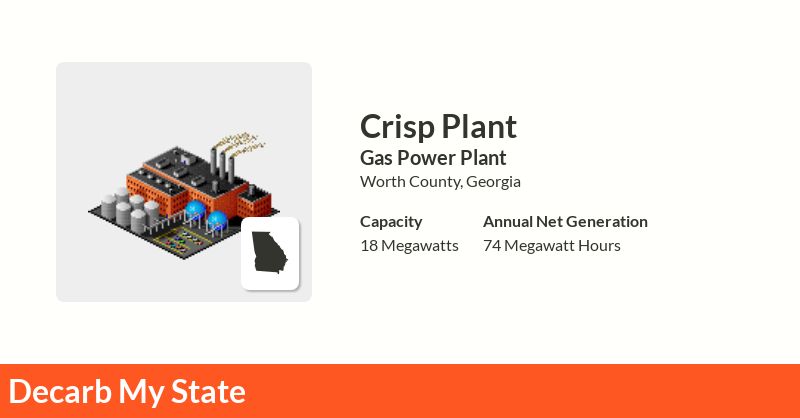 Crisp Plant
Gas Power Plant
Worth County, Georgia
Capacity
18 Megawatts
Annual Net Generation
74 Megawatt Hours
Decarb My State